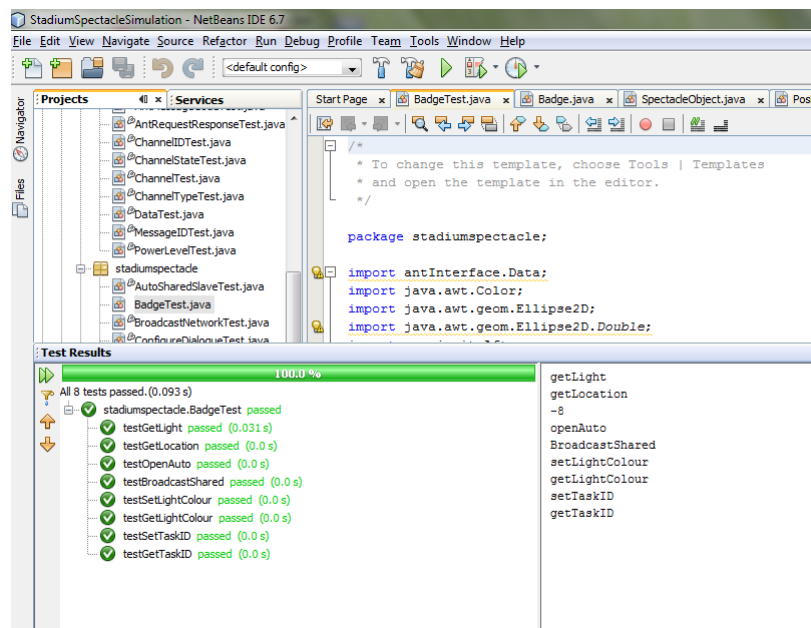 StadiumSpectacleSimulation - NetBeans IDE 6.7
File Edit View Navigate Source Refactor Run Debug Profile Team Tools Window Help
<default config>
Projects
Services
Navigator
Files
AntRequestResponseTest.java
ChannelIDTest.java
ChannelStateTest.java
ChannelTest.java
ChannelTypeTest.java
DataTest.java
MessageIDTest.java
PowerLevelTest.java
stadiumspectacle
AutoSharedSlaveTest.java
BadgeTest.java
BroadcastNetworkTest.java
ConfigureDialogueTest.java
Start Page BadgeTest.java Badge.java SpectacleObject.java Pos
/*
* To change this template, choose Tools | Templates
* and open the template in the editor.
*/
package stadiumspectacle;
import antInterface.Data;
import java.awt.Color;
import java.awt.geom.Ellipse2D;
import java.awt.geom.Ellipse2D.Double;
Test Results
100.0 %
All 8 tests passed.(0.093 s)
stadiumspectacle.BadgeTest passed
testGetLight passed (0.031 s)
testGetLocation passed (0.0 s)
testOpenAuto passed (0.0 s)
testBroadcastShared passed (0.0 s)
testSetLightColour passed (0.0 s)
testGetLightColour passed (0.0 s)
testSetTaskID passed (0.0 s)
testGetTaskID passed (0.0 s)
getLight
getLocation
-8
openAuto
BroadcastShared
setLightColour
getLightColour
setTaskID
getTaskID